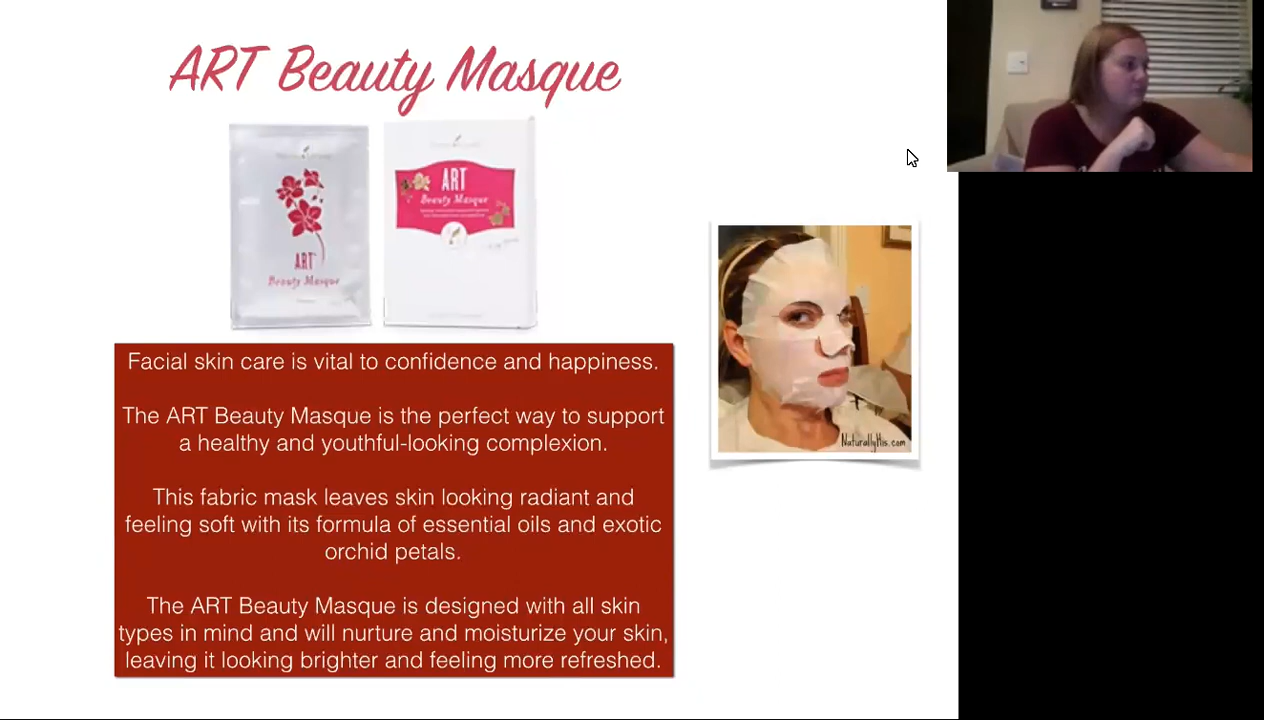 ART Beauty Masque
ART
Beauty Masque
ART
Beauty Masque
NaturallyHis.com
Facial skin care is vital to confidence and happiness.
The ART Beauty Masque is the perfect way to support
a healthy and youthful-looking complexion.
This fabric mask leaves skin looking radiant and
feeling soft with its formula of essential oils and exotic
orchid petals.
The ART Beauty Masque is designed with all skin
types in mind and will nurture and moisturize your skin,
leaving it looking brighter and feeling more refreshed.